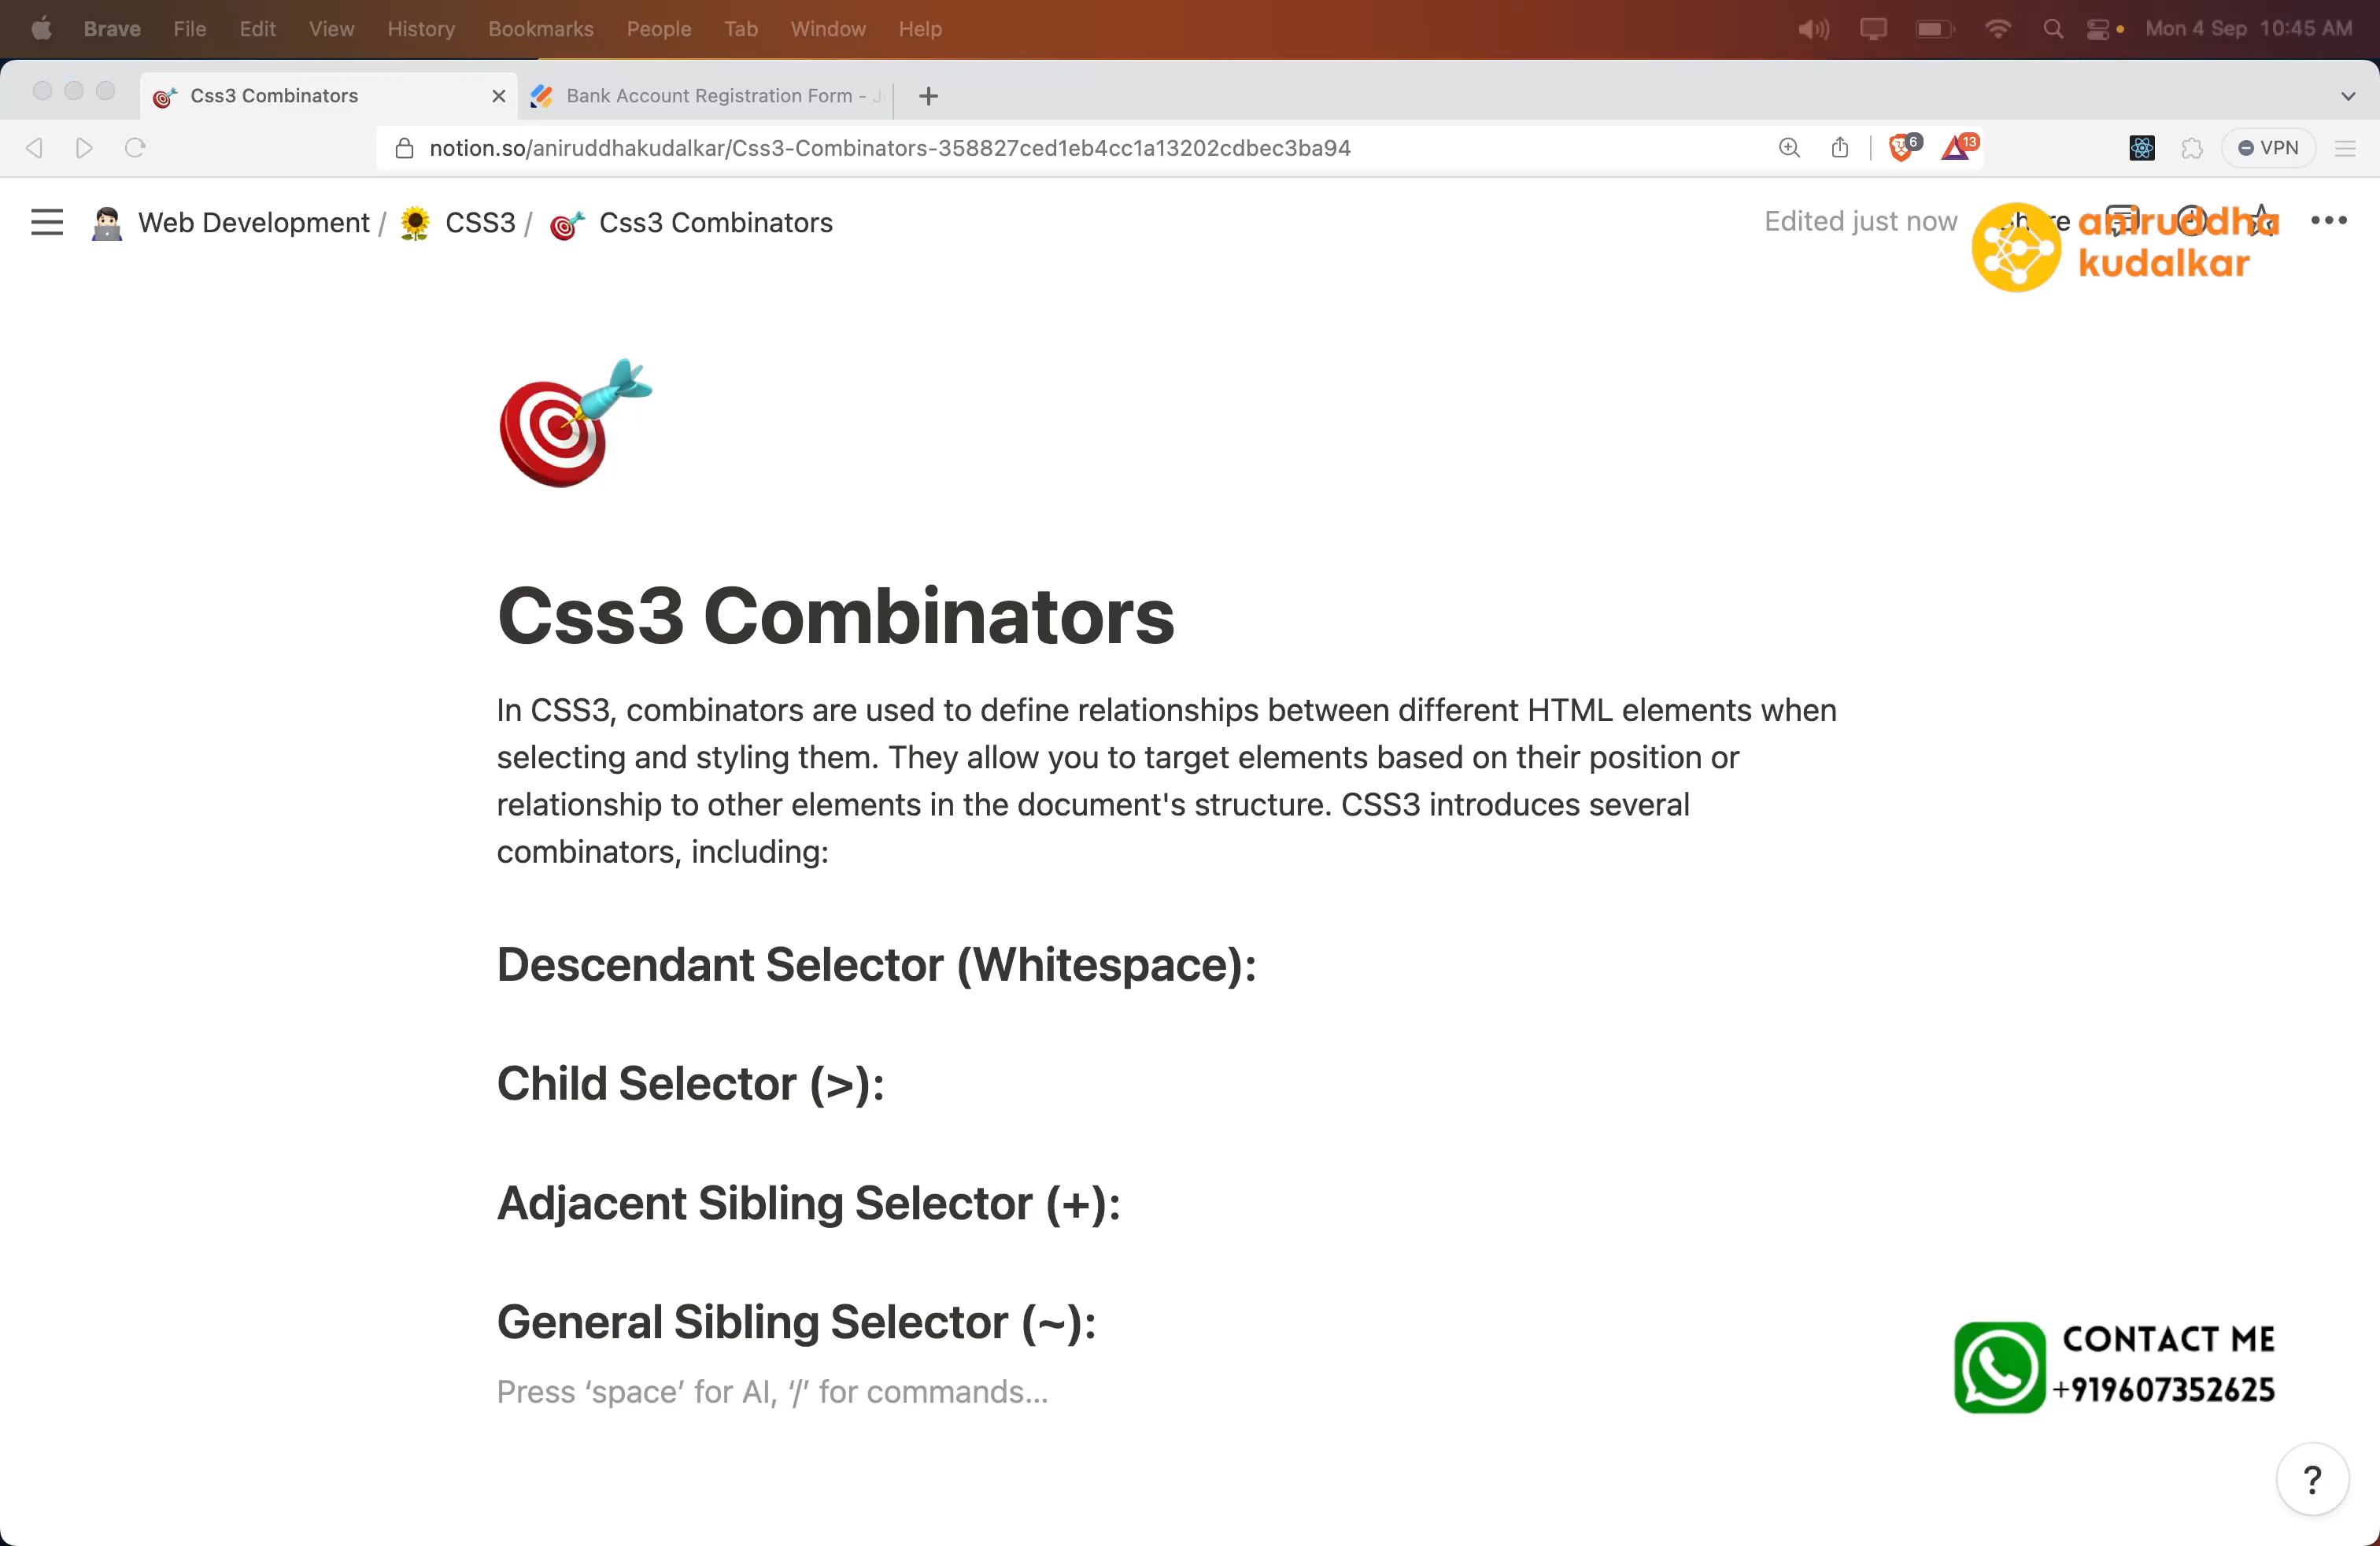 Brave File Edit View History Bookmarks People Tab Window Help Mon 4 Sep 10:45 AM
Css3 Combinators Bank Account Registration Form - J
notion.so/aniruddhakudalkar/Css3-Combinators-358827ced1eb4cc1a13202cdbec3ba94 6 13 VPN
Web Development / CSS3 / Css3 Combinators Edited just now Share
aniruddha
kudalkar
Css3 Combinators
In CSS3, combinators are used to define relationships between different HTML elements when
selecting and styling them. They allow you to target elements based on their position or
relationship to other elements in the document's structure. CSS3 introduces several
combinators, including:
Descendant Selector (Whitespace):
Child Selector (>):
Adjacent Sibling Selector (+):
General Sibling Selector (~):
Press ‘space’ for AI, ‘/’ for commands...
CONTACT ME
+919607352625
?